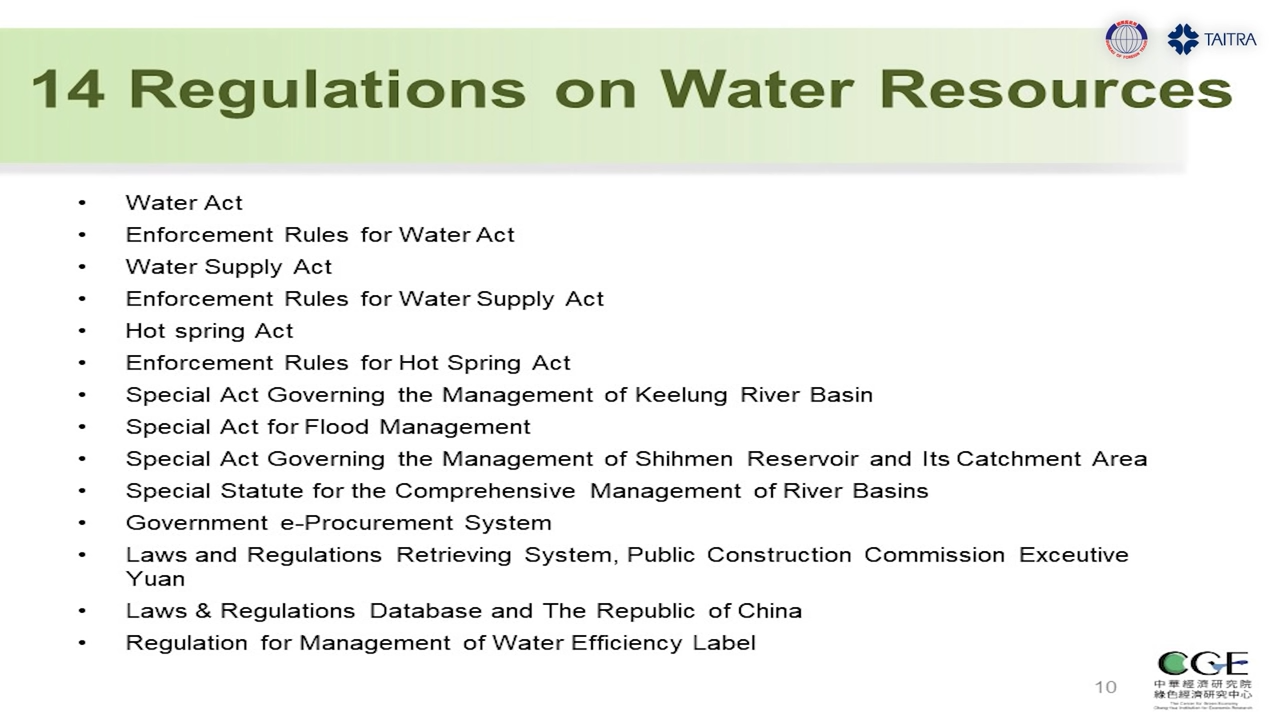 TAITRA
14 Regulations on Water Resources
• Water Act
• Enforcement Rules for Water Act
• Water Supply Act
• Enforcement Rules for Water Supply Act
• Hot spring Act
• Enforcement Rules for Hot Spring Act
• Special Act Governing the Management of Keelung River Basin
• Special Act for Flood Management
• Special Act Governing the Management of Shihmen Reservoir and Its Catchment Area
• Special Statute for the Comprehensive Management of River Basins
• Government e-Procurement System
• Laws and Regulations Retrieving System, Public Construction Commission Exceutive
Yuan
• Laws & Regulations Database and The Republic of China
• Regulation for Management of Water Efficiency Label
CGE
中華經濟研究院
綠色經濟研究中心
10